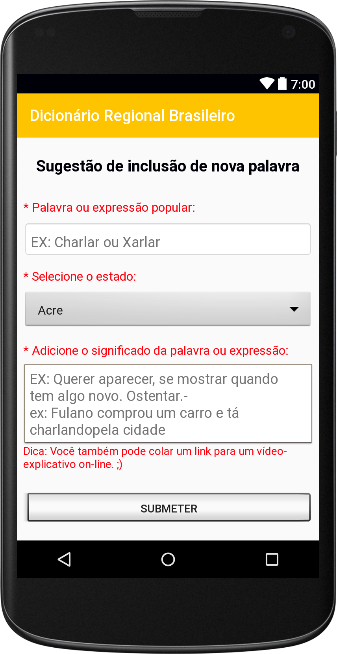 7:00
Dicionário Regional Brasileiro
Sugestão de inclusão de nova palavra
* Palavra ou expressão popular:
EX: Charlar ou Xarlar
* Selecione o estado:
Acre
* Adicione o significado da palavra ou expressão:
EX: Querer aparecer, se mostrar quando
tem algo novo. Ostentar.-
ex: Fulano comprou um carro e tá
charlandopela cidade
Dica: Você também pode colar um link para um vídeo-
explicativo on-line. ;)
SUBMETER